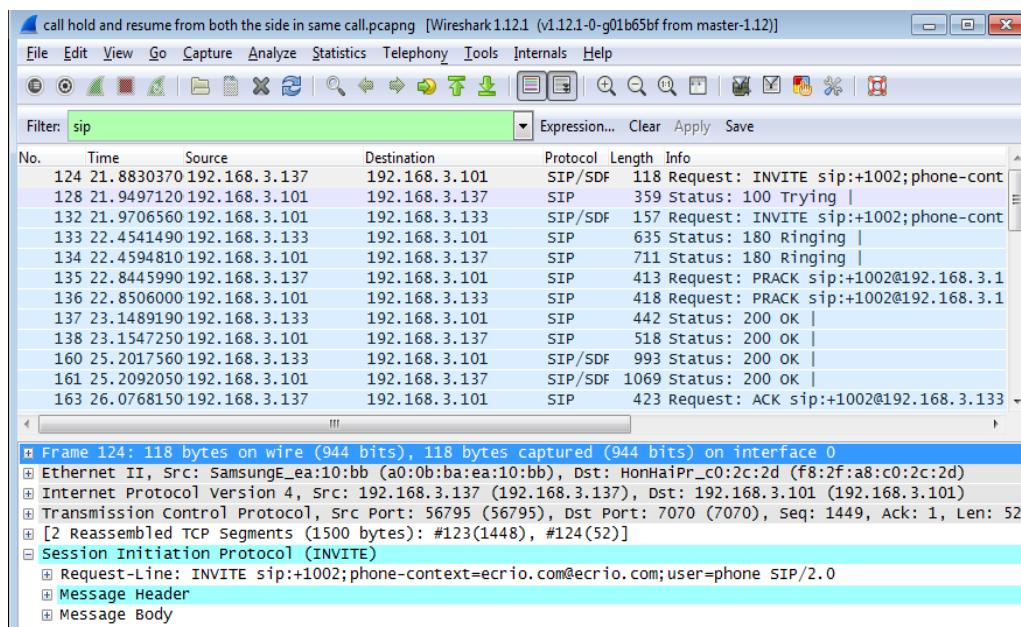 call hold and resume from both the side in same call.pcapng [Wireshark 1.12.1 (v1.12.1-0-g01b65bf from master-1.12)]
File Edit View Go Capture Analyze Statistics Telephony Tools Internals Help
Filter: sip Expression... Clear Apply Save
No. Time Source Destination Protocol Length Info
124 21.8830370 192.168.3.137 192.168.3.101 SIP/SDF 118 Request: INVITE sip:+1002;phone-cont
128 21.9497120 192.168.3.101 192.168.3.137 SIP 359 Status: 100 Trying |
132 21.9706560 192.168.3.101 192.168.3.133 SIP/SDF 157 Request: INVITE sip:+1002;phone-cont
133 22.4541490 192.168.3.133 192.168.3.101 SIP 635 Status: 180 Ringing |
134 22.4594810 192.168.3.101 192.168.3.137 SIP 711 Status: 180 Ringing |
135 22.8445990 192.168.3.137 192.168.3.101 SIP 413 Request: PRACK sip:+1002@192.168.3.1
136 22.8506000 192.168.3.101 192.168.3.133 SIP 418 Request: PRACK sip:+1002@192.168.3.1
137 23.1489190 192.168.3.133 192.168.3.101 SIP 442 Status: 200 OK |
138 23.1547250 192.168.3.101 192.168.3.137 SIP 518 Status: 200 OK |
160 25.2017560 192.168.3.133 192.168.3.101 SIP/SDF 993 Status: 200 OK |
161 25.2092050 192.168.3.101 192.168.3.137 SIP/SDF 1069 Status: 200 OK |
163 26.0768150 192.168.3.137 192.168.3.101 SIP 423 Request: ACK sip:+1002@192.168.3.133
Frame 124: 118 bytes on wire (944 bits), 118 bytes captured (944 bits) on interface 0
Ethernet II, Src: SamsungE_ea:10:bb (a0:0b:ba:ea:10:bb), Dst: HonHaiPr_c0:2c:2d (f8:2f:a8:c0:2c:2d)
Internet Protocol Version 4, Src: 192.168.3.137 (192.168.3.137), Dst: 192.168.3.101 (192.168.3.101)
Transmission Control Protocol, Src Port: 56795 (56795), Dst Port: 7070 (7070), Seq: 1449, Ack: 1, Len: 52
[2 Reassembled TCP Segments (1500 bytes): #123(1448), #124(52)]
Session Initiation Protocol (INVITE)
Request-Line: INVITE sip:+1002;phone-context=ecrio.com@ecrio.com;user=phone SIP/2.0
Message Header
Message Body